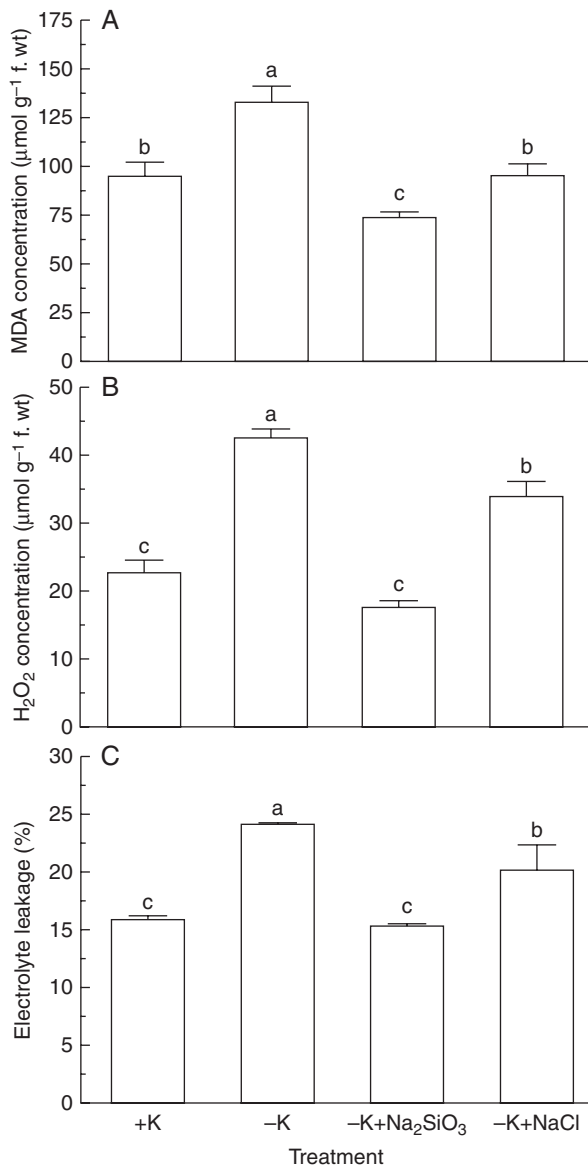 A
MDA concentration (μmol g⁻¹ f. wt)
175
150
125
100
75
50
25
0
b
a
c
b
B
H₂O₂ concentration (μmol g⁻¹ f. wt)
50
40
30
20
10
0
c
a
c
b
C
Electrolyte leakage (%)
30
25
20
15
10
5
0
c
a
c
b
+K
–K
–K+Na₂SiO₃
–K+NaCl
Treatment